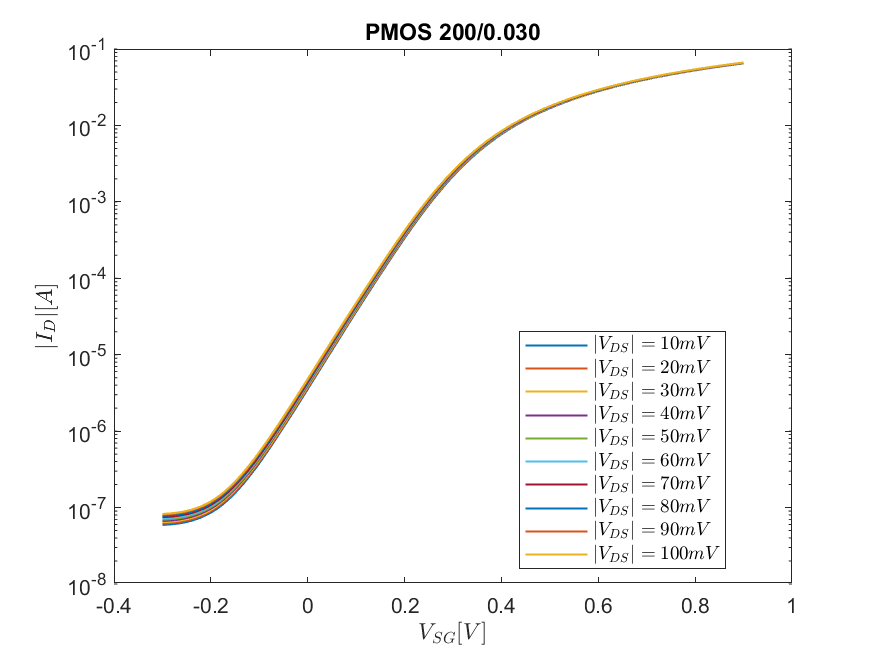 PMOS 200/0.030
10^-1
10^-2
10^-3
10^-4
10^-5
10^-6
10^-7
10^-8
|I_D|[A]
|V_DS| = 10mV
|V_DS| = 20mV
|V_DS| = 30mV
|V_DS| = 40mV
|V_DS| = 50mV
|V_DS| = 60mV
|V_DS| = 70mV
|V_DS| = 80mV
|V_DS| = 90mV
|V_DS| = 100mV
-0.4 -0.2 0 0.2 0.4 0.6 0.8 1
V_SG[V]